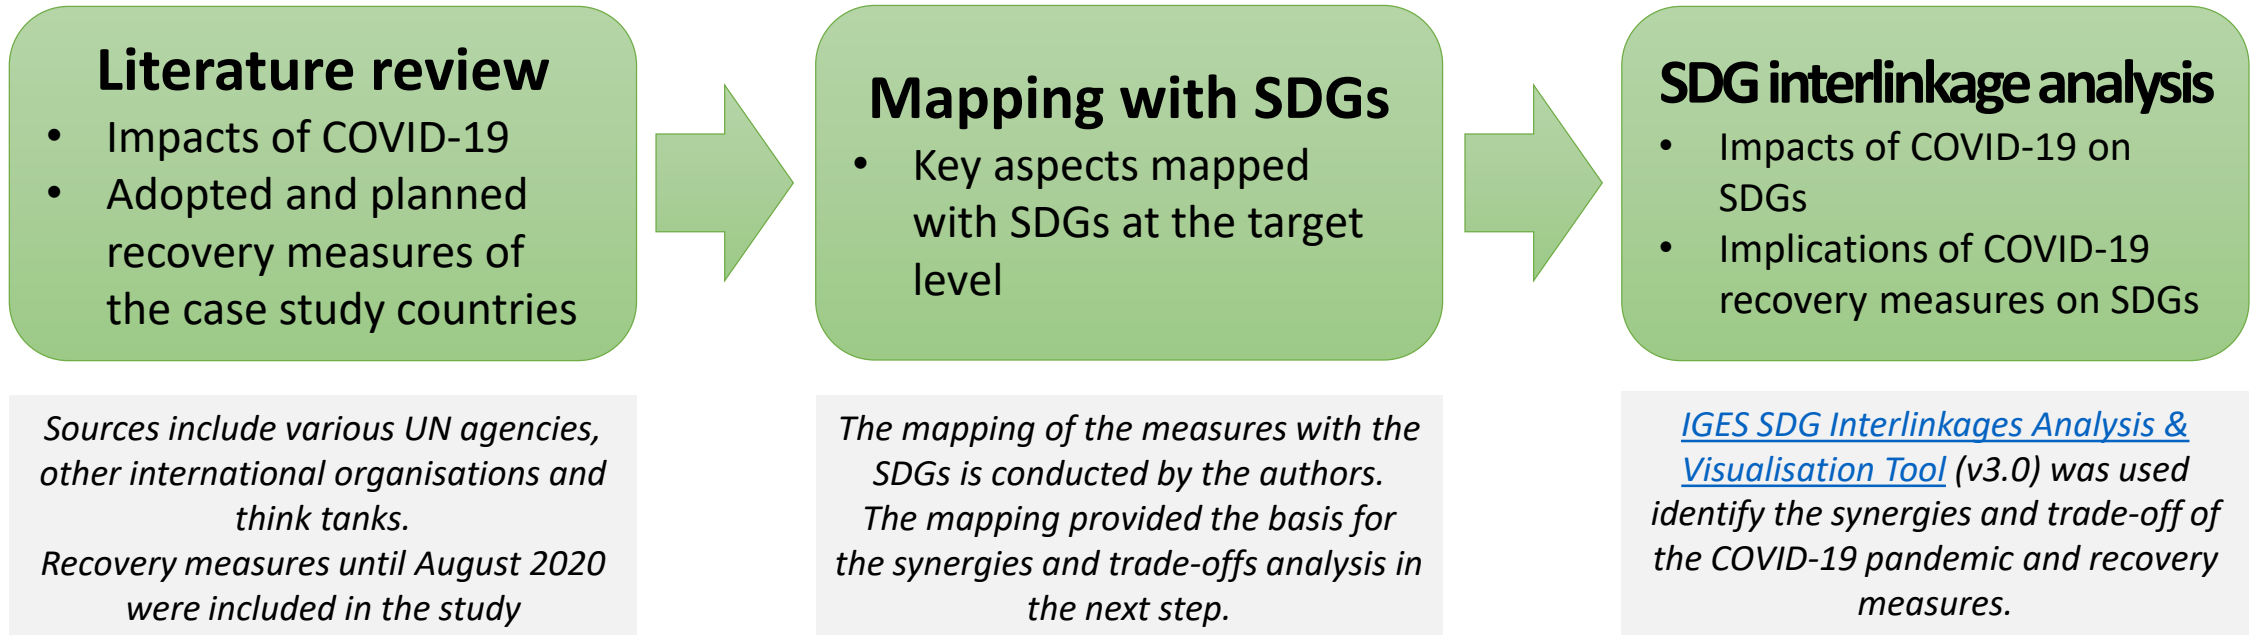 Literature review
• Impacts of COVID-19
• Adopted and planned
recovery measures of
the case study countries
Sources include various UN agencies,
other international organisations and
think tanks.
Recovery measures until August 2020
were included in the study
Mapping with SDGs
• Key aspects mapped
with SDGs at the target
level
The mapping of the measures with the
SDGs is conducted by the authors.
The mapping provided the basis for
the synergies and trade-offs analysis in
the next step.
SDG interlinkage analysis
• Impacts of COVID-19 on
SDGs
• Implications of COVID-19
recovery measures on SDGs
IGES SDG Interlinkages Analysis &
Visualisation Tool (v3.0) was used
identify the synergies and trade-off of
the COVID-19 pandemic and recovery
measures.